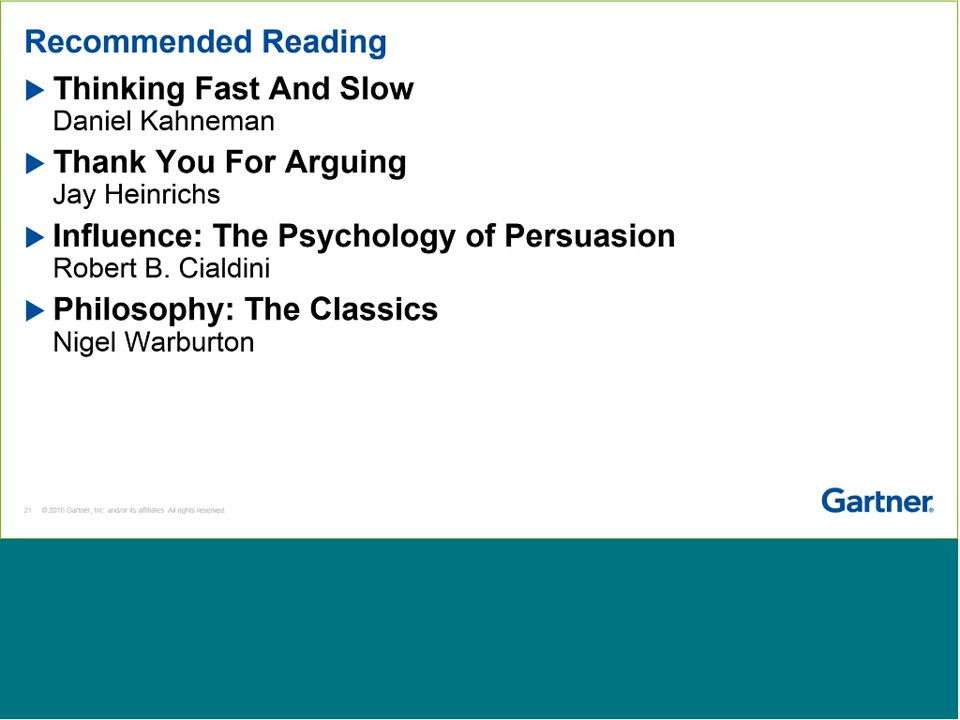 Recommended Reading
Thinking Fast And Slow
Daniel Kahneman
Thank You For Arguing
Jay Heinrichs
Influence: The Psychology of Persuasion
Robert B. Cialdini
Philosophy: The Classics
Nigel Warburton
21 © 2016 Gartner, Inc. and/or its affiliates. All rights reserved.
Gartner®